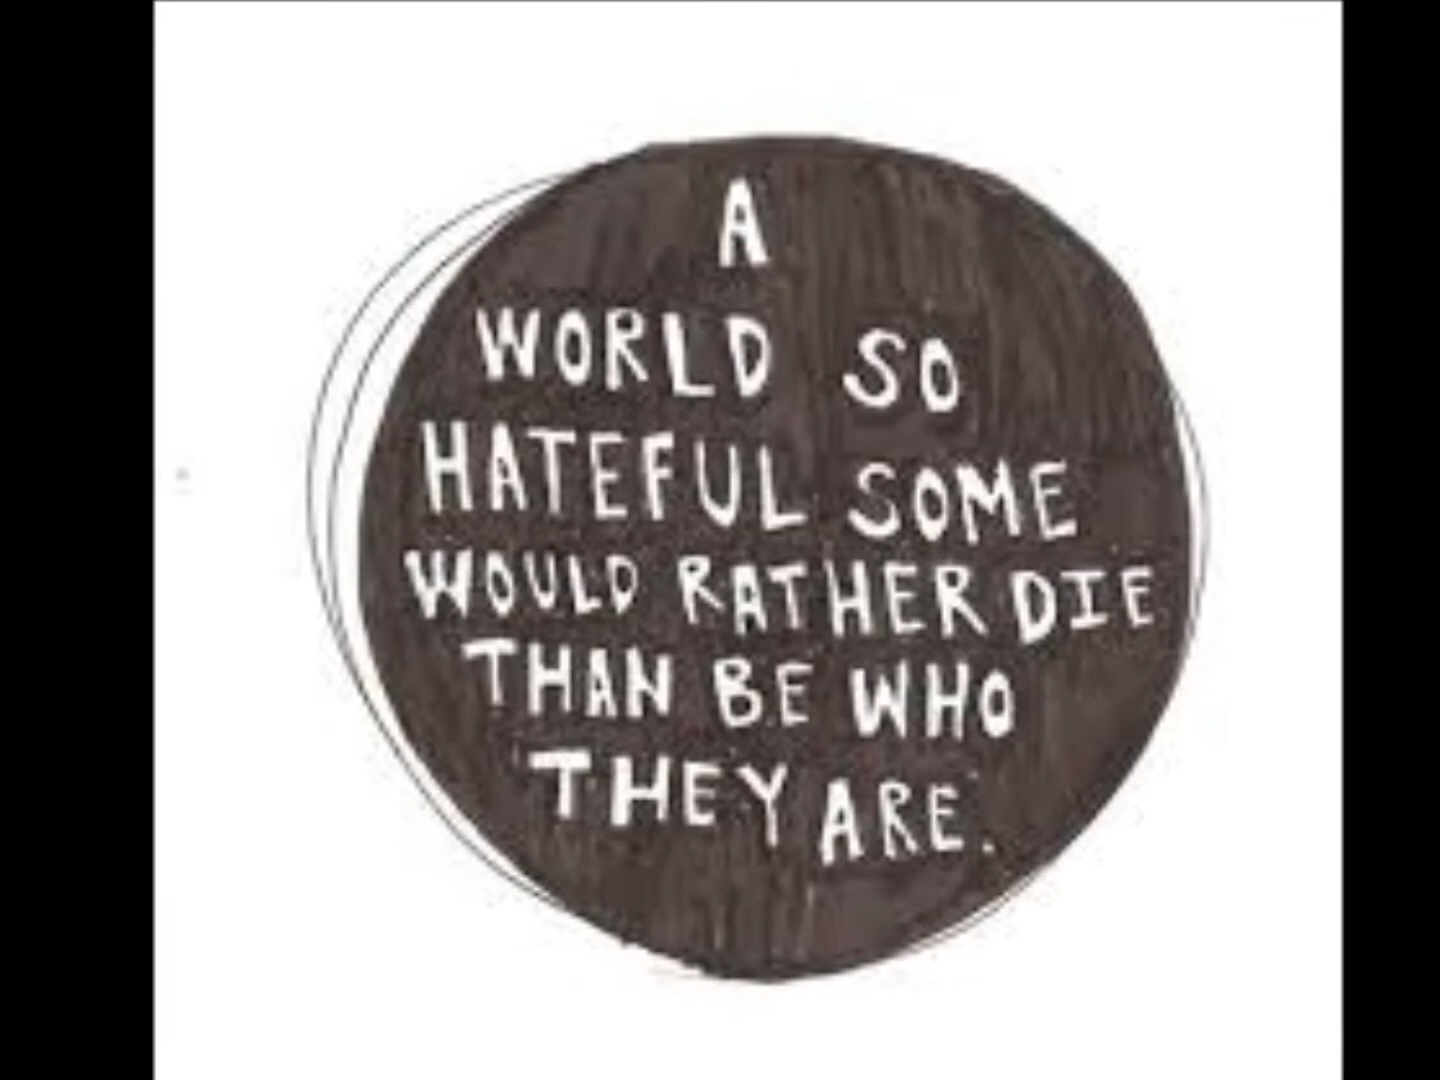 A
WORLD SO
HATEFUL SOME
WOULD RATHER DIE
THAN BE WHO
THEY ARE.